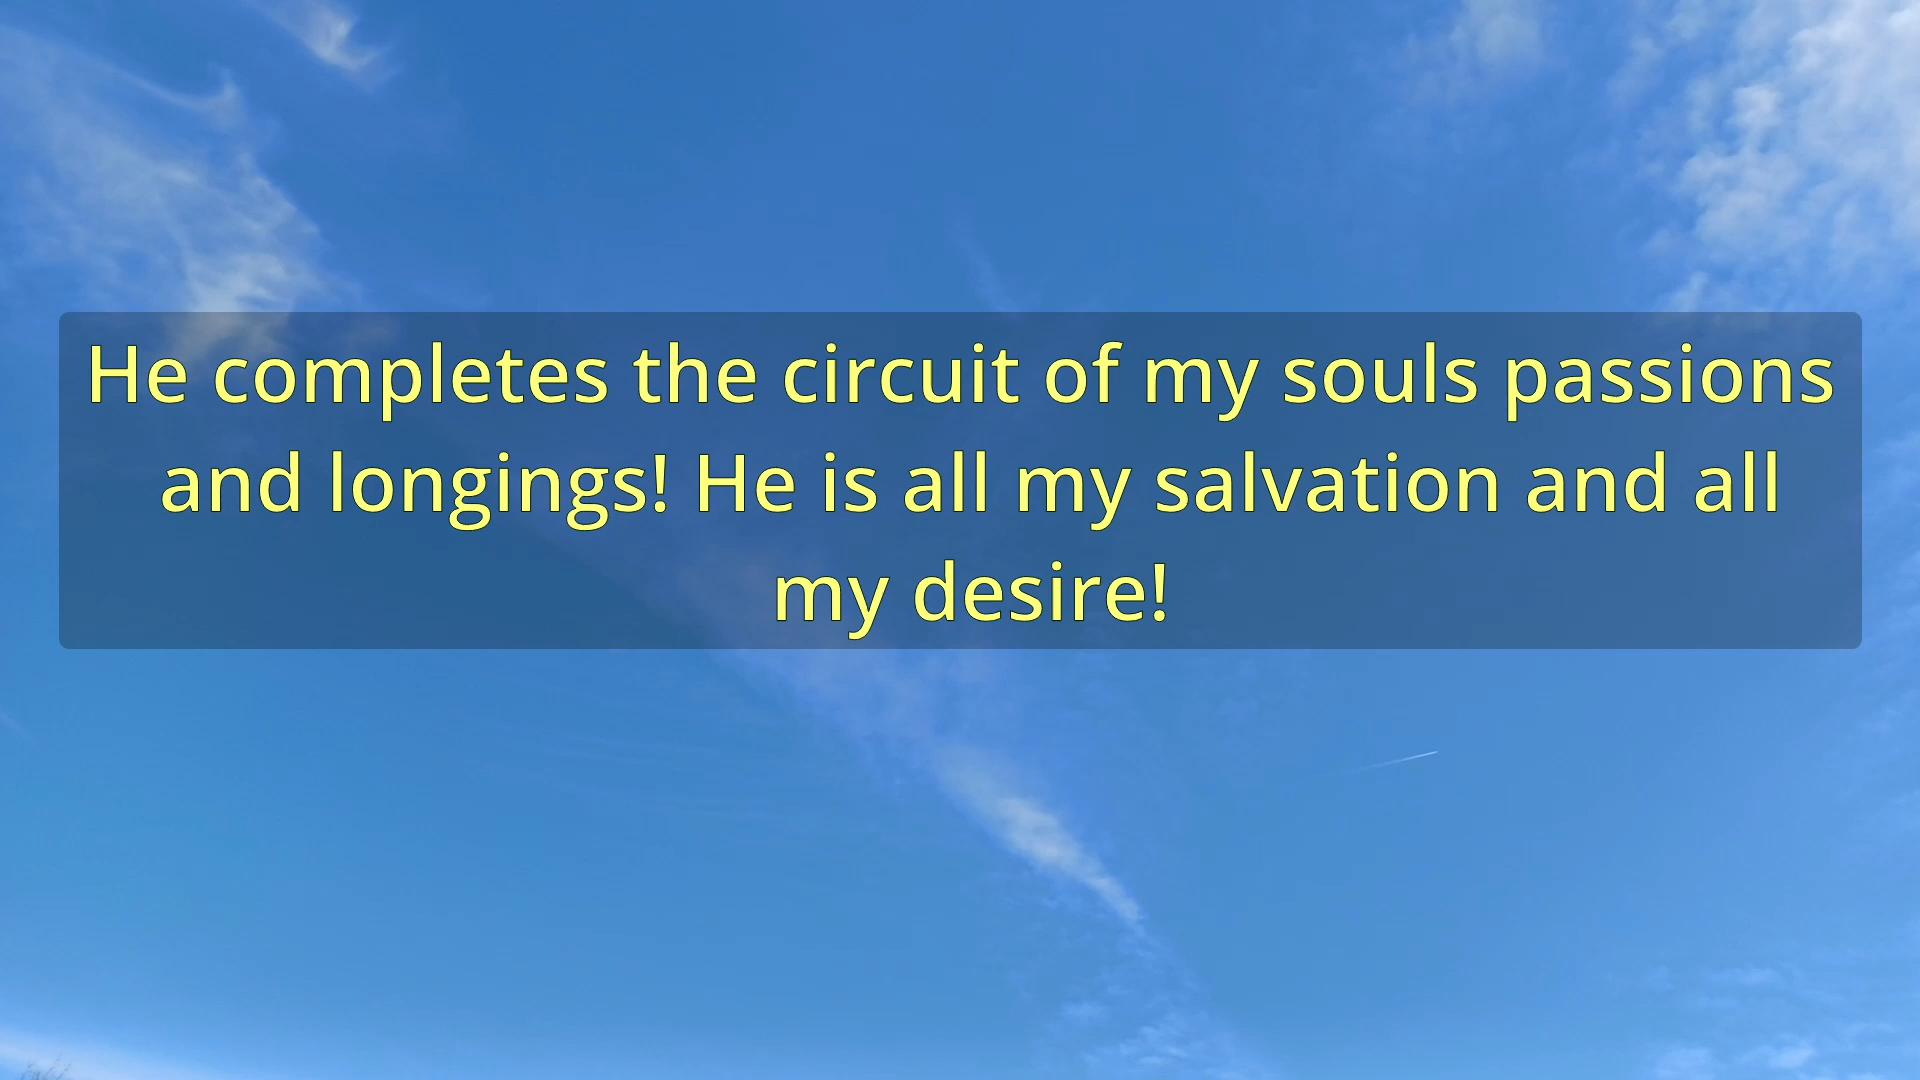 He completes the circuit of my souls passions
and longings! He is all my salvation and all
my desire!